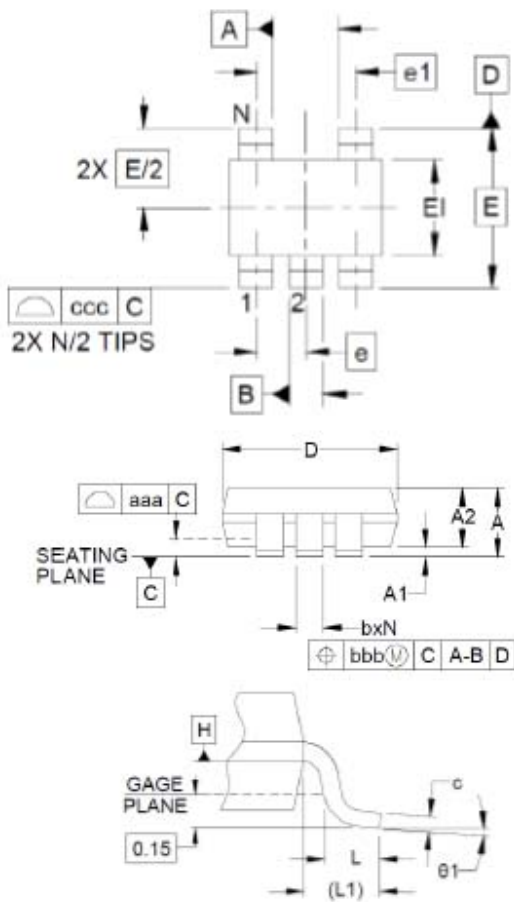 A
e1
D
N
2X E/2
EI
E
ccc C
1 2
2X N/2 TIPS
e
B
D
aaa C
A2
A
SEATING
PLANE
C
A1
bxN
bbb M C A-B D
H
GAGE
PLANE
c
0.15
L
θ1
(L1)